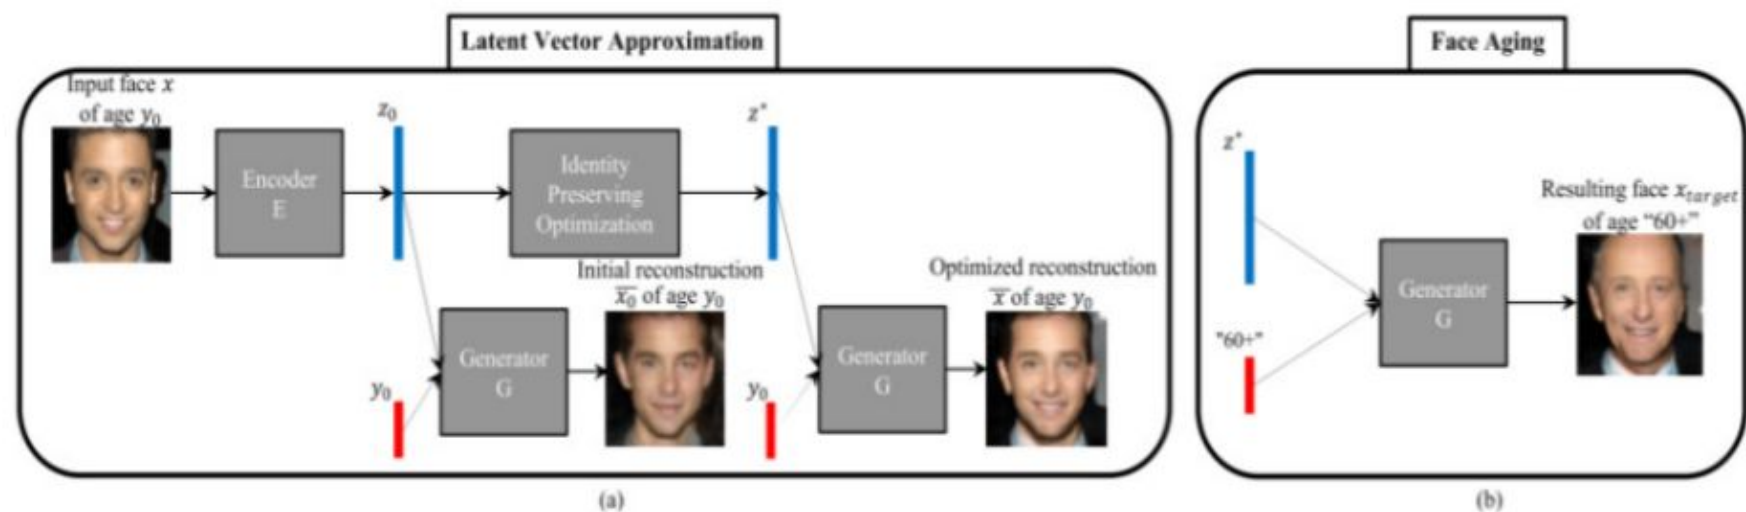 Latent Vector Approximation
Input face x
of age y₀
z₀
z*
Encoder
E
Identity
Preserving
Optimization
Initial reconstruction
x̄₀ of age y₀
Optimized reconstruction
x̄ of age y₀
y₀
Generator
G
y₀
Generator
G
(a)
Face Aging
z*
"60+"
Generator
G
Resulting face xₜₐᵣgₑₜ
of age “60+”
(b)